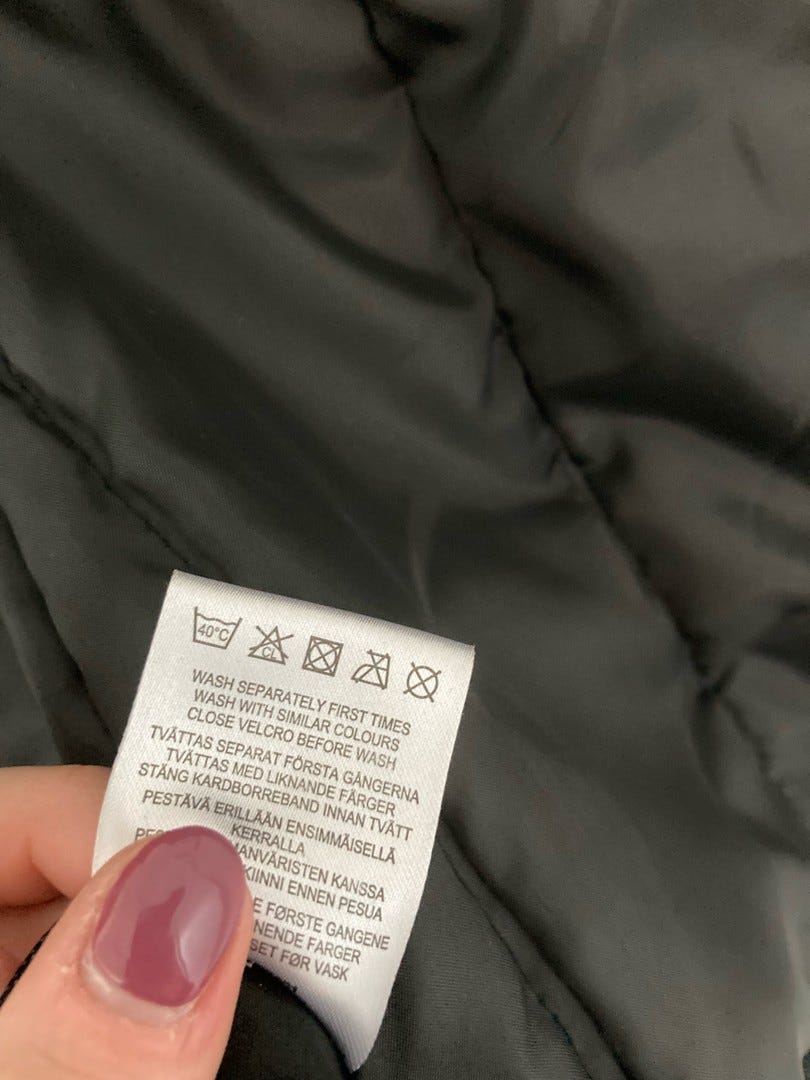 40°C
CL
WASH SEPARATELY FIRST TIMES
WASH WITH SIMILAR COLOURS
CLOSE VELCRO BEFORE WASH
TVÄTTAS SEPARAT FÖRSTA GÅNGERNA
TVÄTTAS MED LIKNANDE FÄRGER
STÄNG KARDBORREBAND INNAN TVÄTT
PESTÄVÄ ERILLÄÄN ENSIMMÄISELLÄ
KERRALLA
KANSSA
ENNEN PESUA
FØRSTE GANGENE
FARGER
FØR VASK